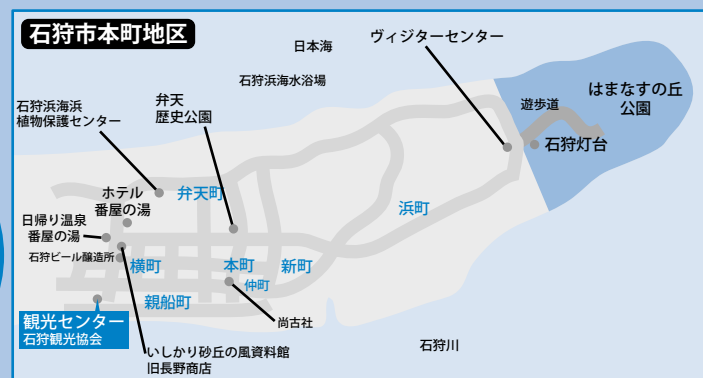 石狩市本町地区
日本海
ヴィジターセンター
石狩浜海水浴場
石狩浜海浜
植物保護センター
弁天
歴史公園
遊歩道
はまなすの丘
公園
石狩灯台
弁天町
ホテル
番屋の湯
浜町
日帰り温泉
番屋の湯
石狩ビール醸造所
横町
本町
新町
仲町
親船町
観光センター
石狩観光協会
尚古社
いしかり砂丘の風資料館
旧長野商店
石狩川